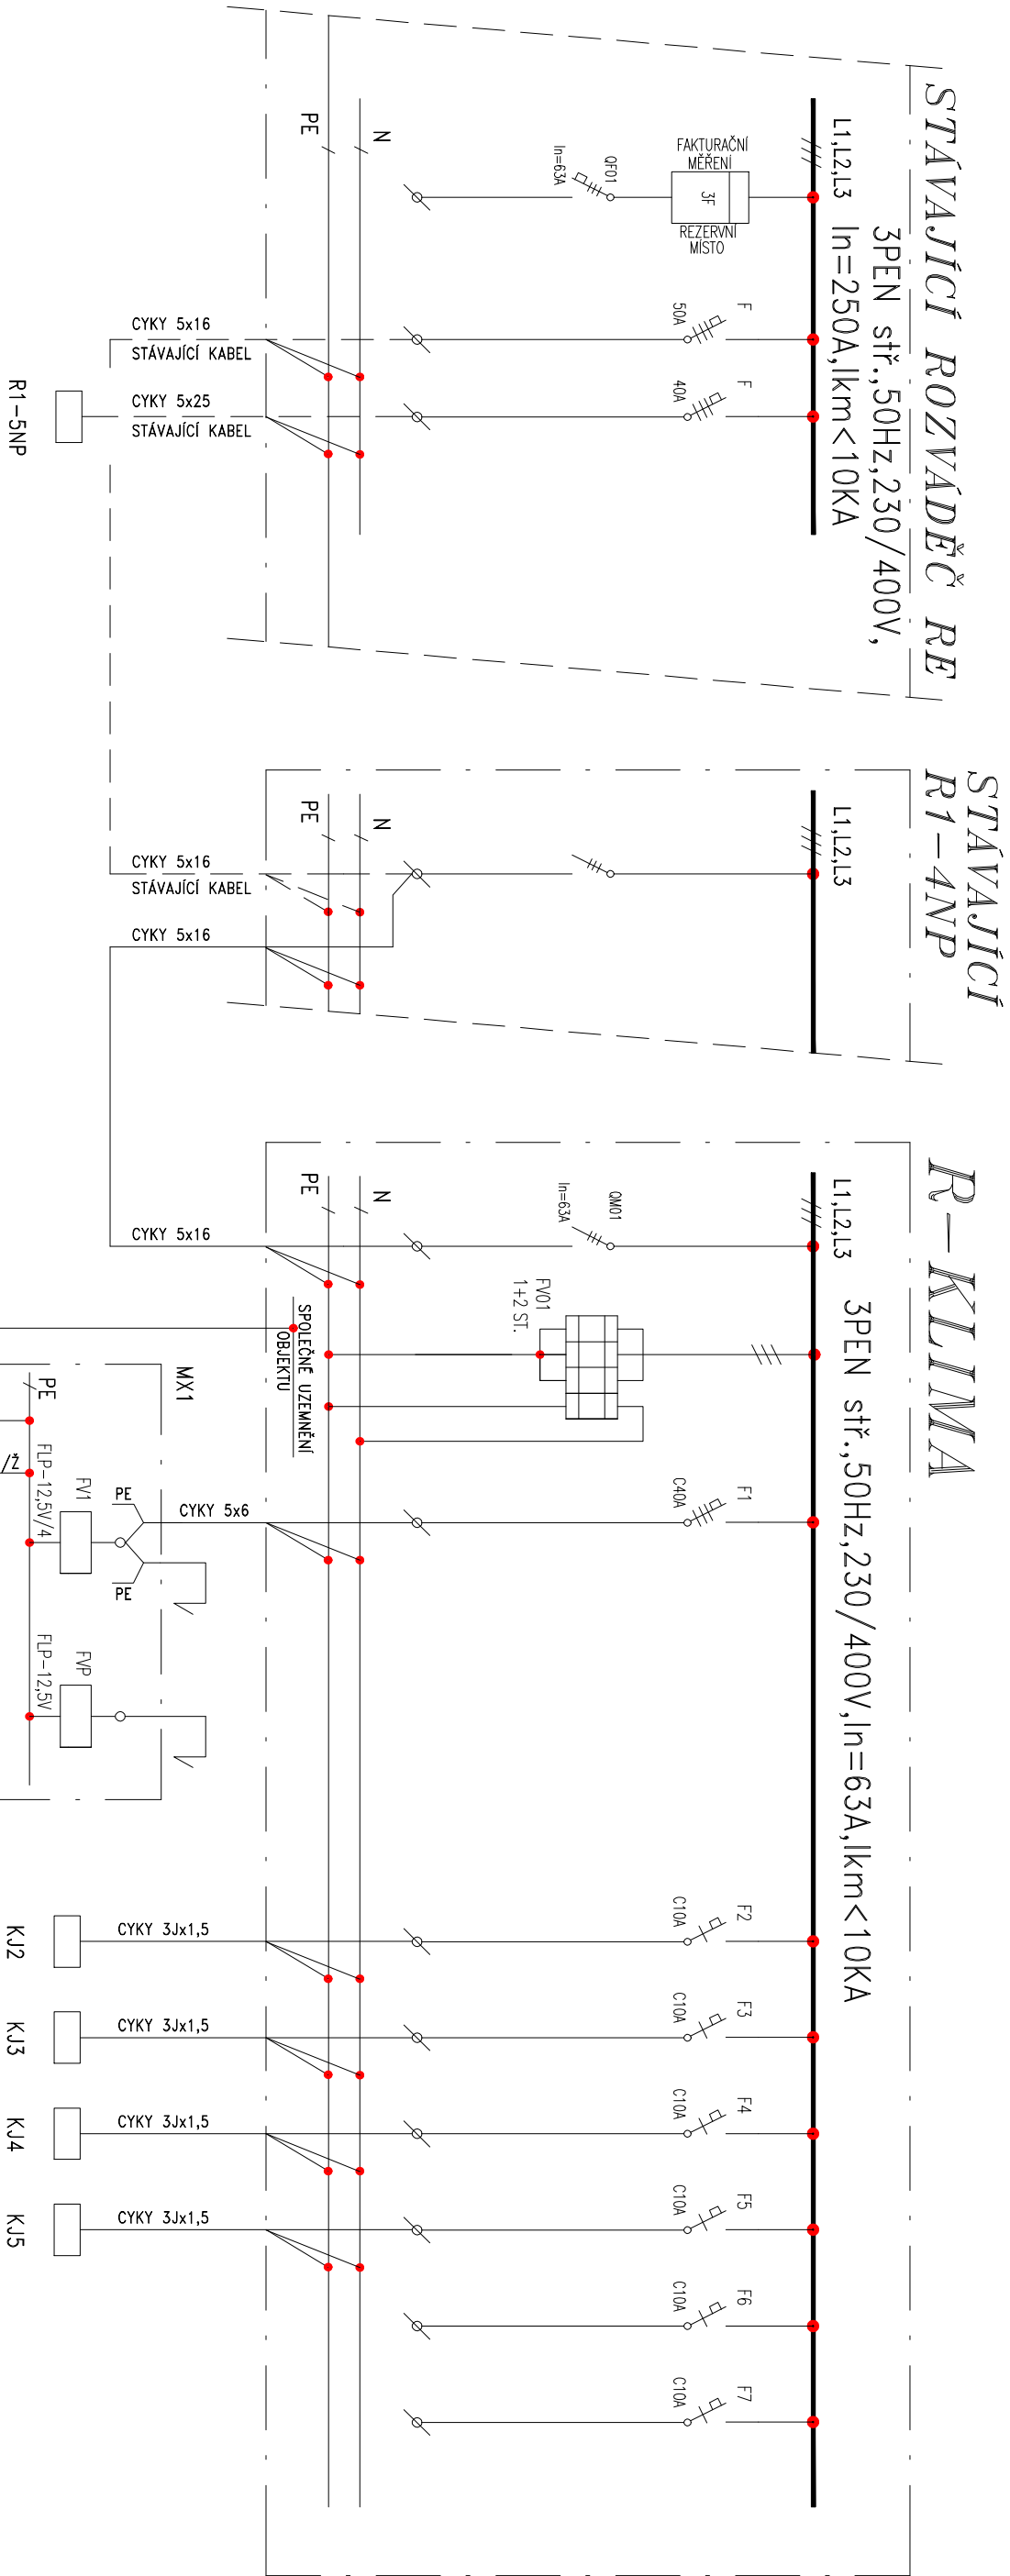 STÁVAJÍCÍ ROZVÁDĚČ RE
3PEN stř.,50Hz,230/400V,
In=250A,Ikm<10KA
L1,L2,L3
FAKTURAČNÍ
MĚŘENÍ
3F
REZERVNÍ
MÍSTO
QF01
In=63A
F
50A
F
40A
N
PE
CYKY 5x16
STÁVAJÍCÍ KABEL
CYKY 5x25
STÁVAJÍCÍ KABEL
R1-5NP
STÁVAJÍCÍ
R1-4NP
L1,L2,L3
N
PE
CYKY 5x16
STÁVAJÍCÍ KABEL
CYKY 5x16
R-KLIMA
3PEN stř.,50Hz,230/400V,In=63A,Ikm<10KA
L1,L2,L3
QM01
In=63A
FV01
1+2 ST.
F1
C40A
F2
C10A
F3
C10A
F4
C10A
F5
C10A
F6
C10A
F7
C10A
N
PE
SPOLEČNÉ UZEMNĚNÍ
OBJEKTU
CYKY 5x16
CYKY 5x6
MX1
PE
PE
PE
FV1
FLP-12,5V/4
FVP
FLP-12,5V
/Ž
CYKY 3Jx1,5
CYKY 3Jx1,5
CYKY 3Jx1,5
CYKY 3Jx1,5
KJ2
KJ3
KJ4
KJ5